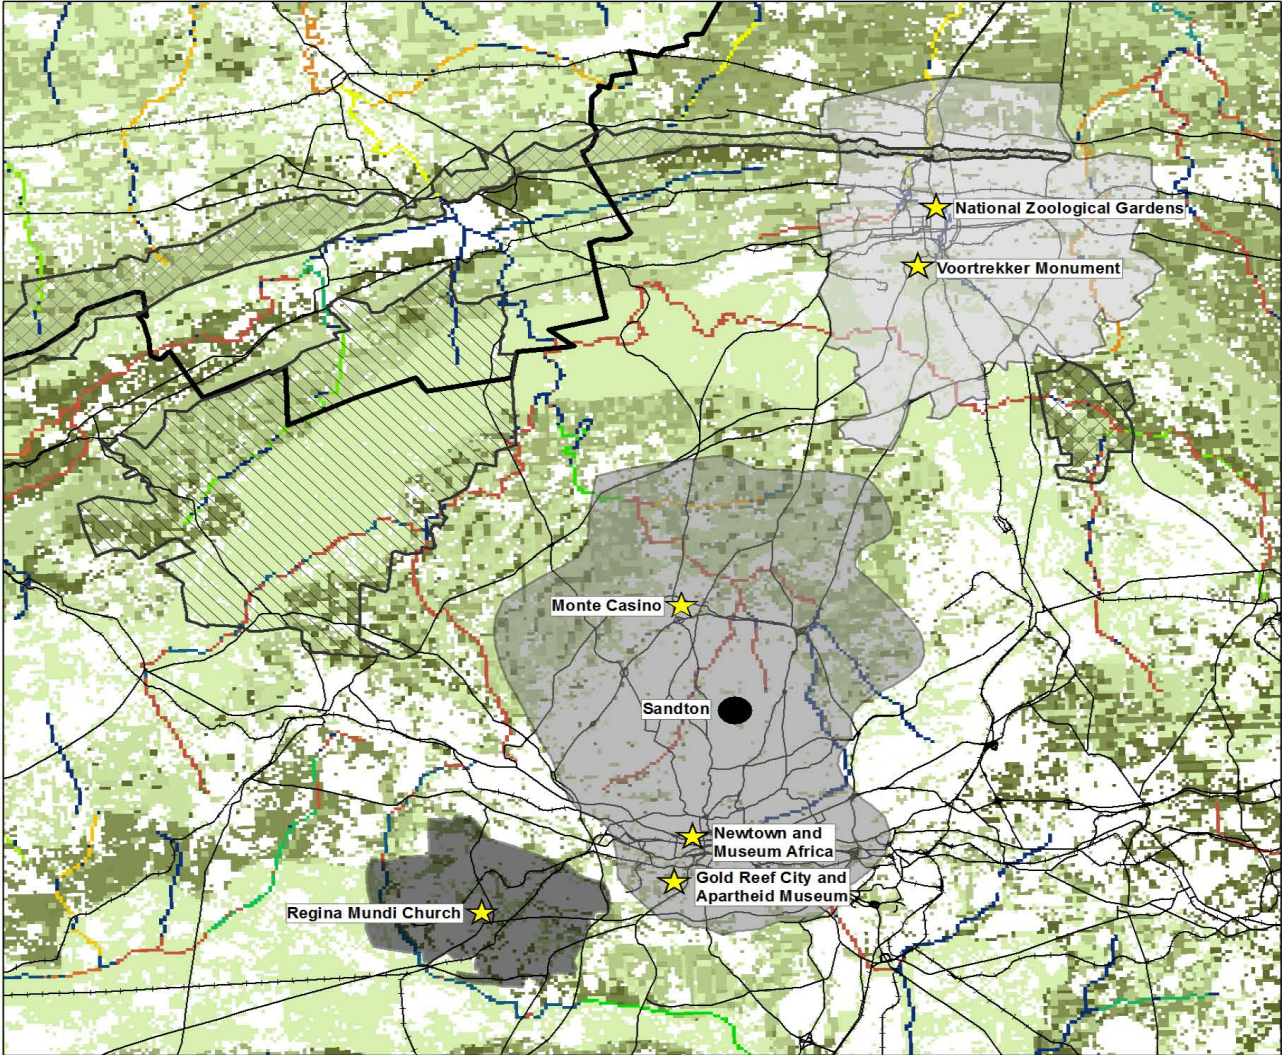 National Zoological Gardens
Voortrekker Monument
Monte Casino
Sandton
Newtown and
Museum Africa
Gold Reef City and
Apartheid Museum
Regina Mundi Church